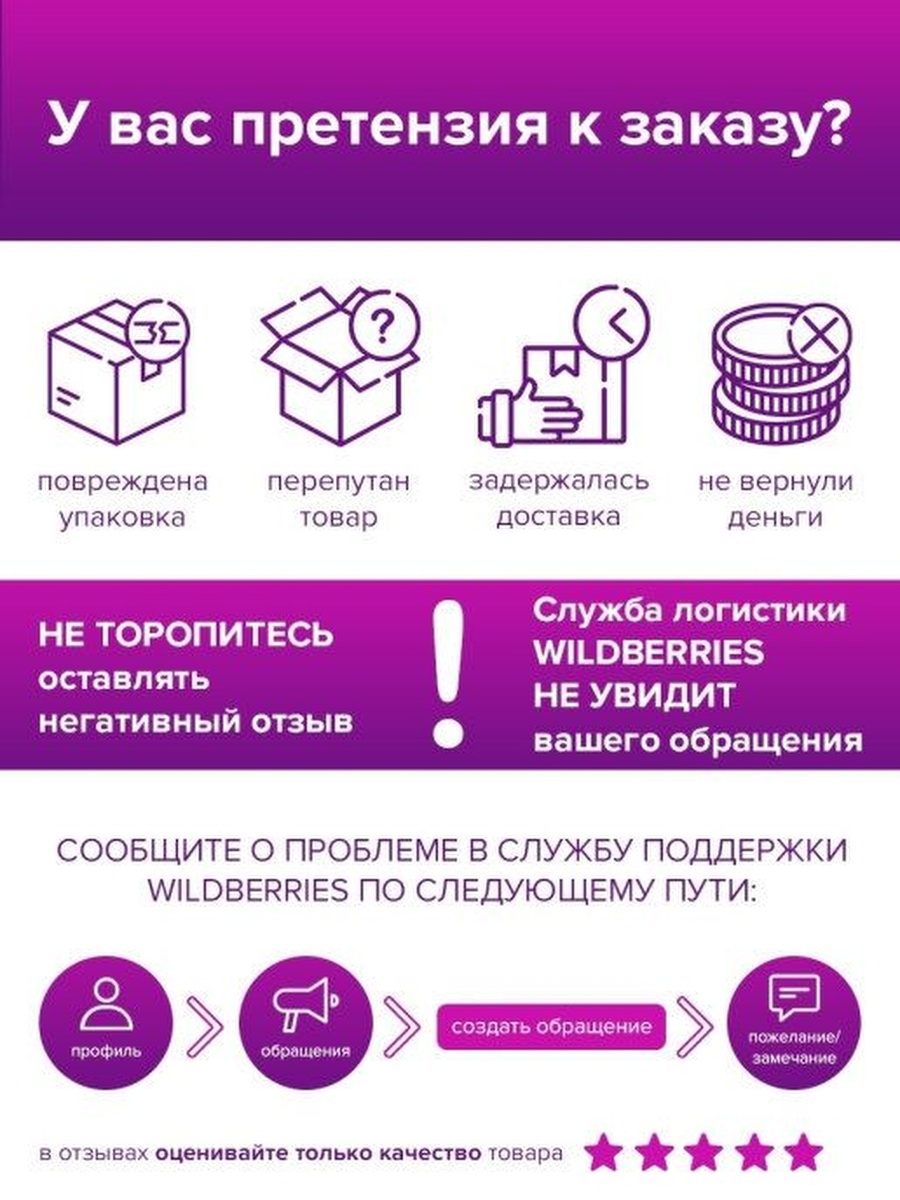 У вас претензия к заказу?
повреждена
упаковка
перепутан
товар
задержалась
доставка
не вернули
деньги
НЕ ТОРОПИТЕСЬ
оставлять
негативный отзыв
!
Служба логистики
WILDBERRIES
НЕ УВИДИТ
вашего обращения
СООБЩИТЕ О ПРОБЛЕМЕ В СЛУЖБУ ПОДДЕРЖКИ
WILDBERRIES ПО СЛЕДУЮЩЕМУ ПУТИ:
профиль
обращения
создать обращение
пожелание/
замечание
в отзывах оценивайте только качество товара